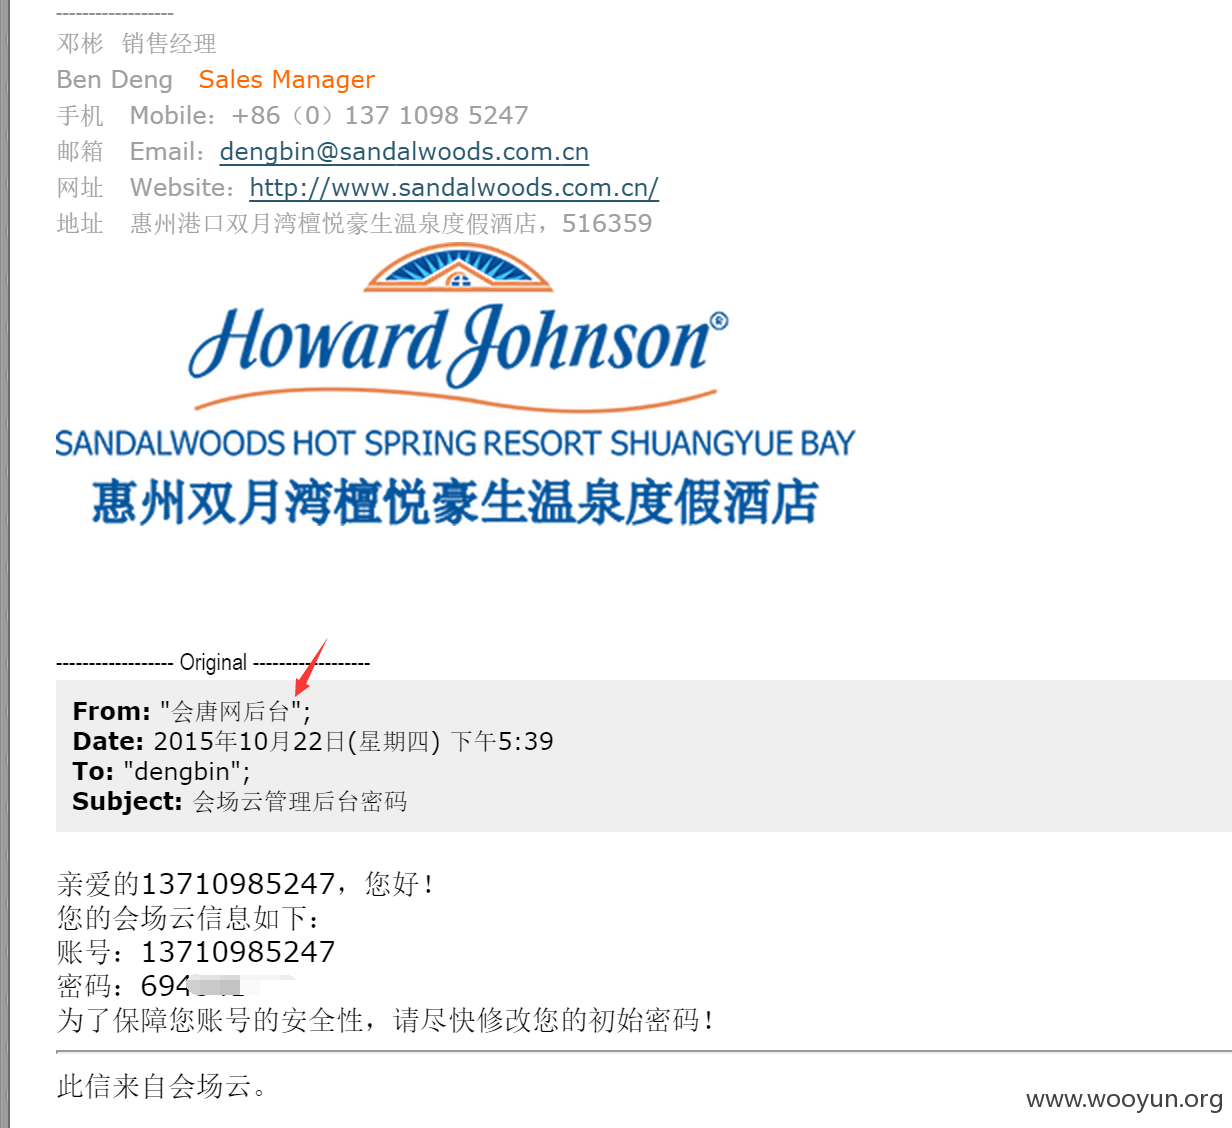 ------------------
邓彬 销售经理
Ben Deng Sales Manager
手机 Mobile：+86（0）137 1098 5247
邮箱 Email：dengbin@sandalwoods.com.cn
网址 Website：http://www.sandalwoods.com.cn/
地址 惠州港口双月湾檀悦豪生温泉度假酒店，516359
Howard Johnson®
SANDALWOODS HOT SPRING RESORT SHUANGYUE BAY
惠州双月湾檀悦豪生温泉度假酒店
------------------ Original ------------------
From: "会唐网后台";
Date: 2015年10月22日(星期四) 下午5:39
To: "dengbin";
Subject: 会场云管理后台密码
亲爱的13710985247，您好！
您的会场云信息如下：
账号：13710985247
密码：694
为了保障您账号的安全性，请尽快修改您的初始密码！
此信来自会场云。
www.wooyun.org